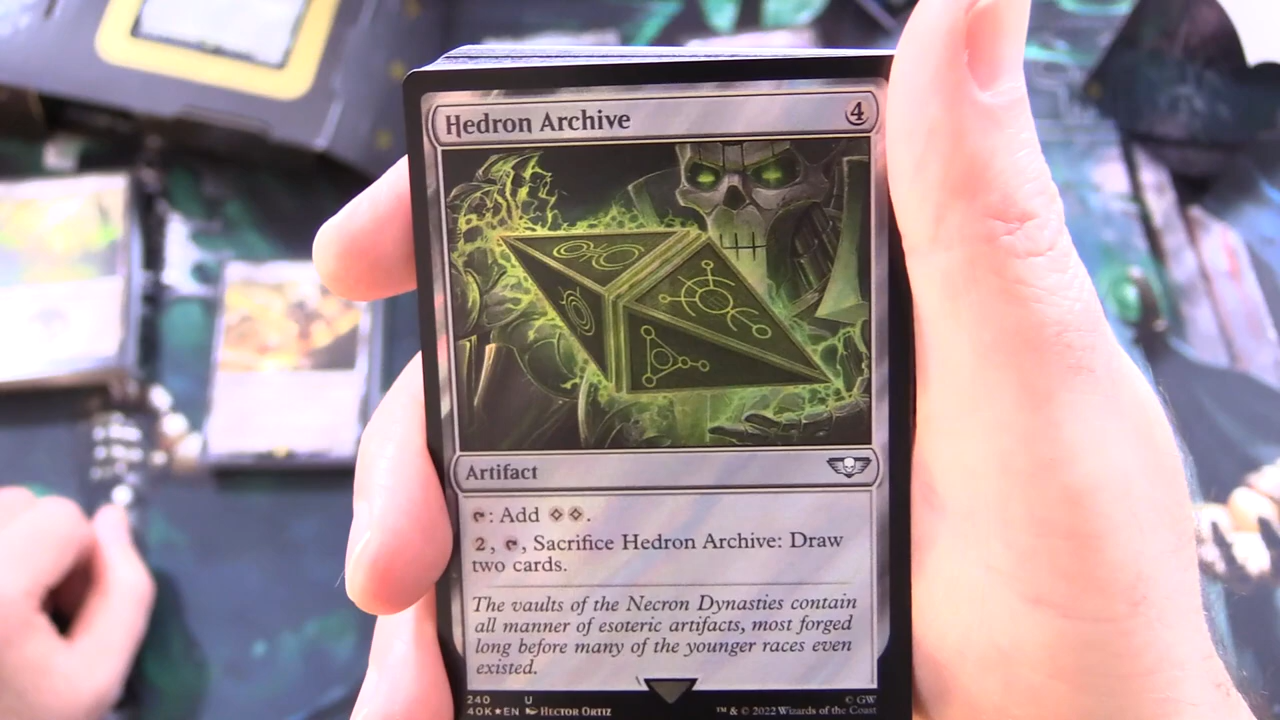 Hedron Archive 4
Artifact
: Add .
2, , Sacrifice Hedron Archive: Draw
two cards.
The vaults of the Necron Dynasties contain
all manner of esoteric artifacts, most forged
long before many of the younger races even
existed.
240 U
40K★EN Hector Ortiz
© GW
™ & © 2022 Wizards of the Coast